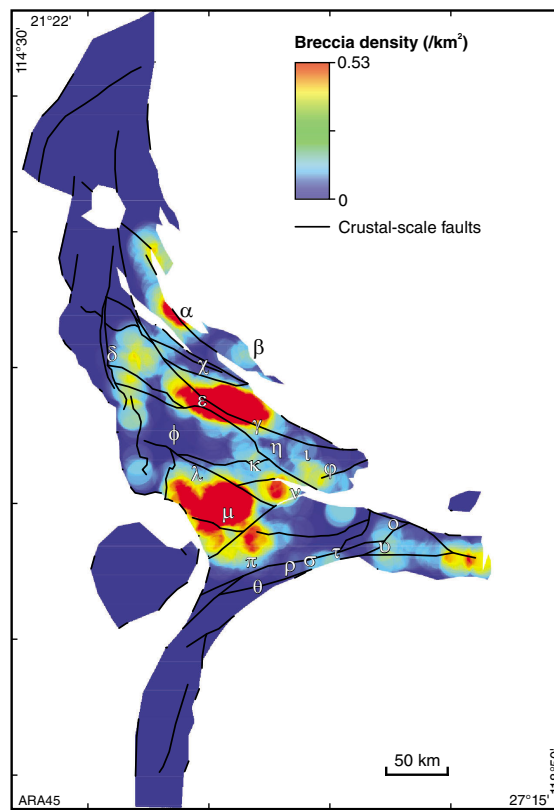 21°22'
114°30'
Breccia density (/km²)
0.53
0
Crustal-scale faults
α
β
δ
χ
ε
γ
ϕ
η
ι
κ
φ
λ
ν
μ
ο
π
ρ
σ
τ
υ
θ
50 km
ARA45
27°15'